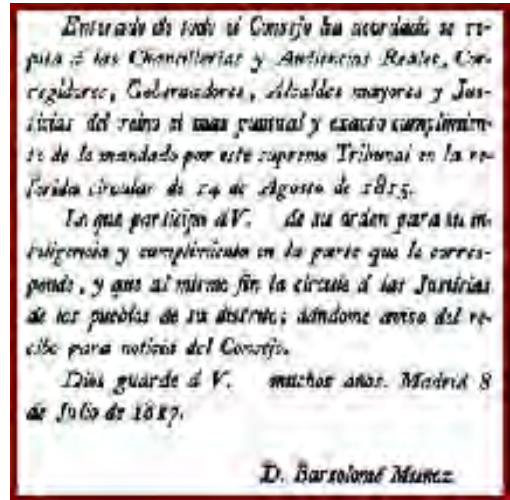 Enterado de todo el Consejo ha acordado se re-
pita á las Chancillerías y Audiencias Reales, Cor-
regidores, Gobernadores, Alcaldes mayores y Jus-
ticias del reino el mas puntual y exacto cumplimien-
to de lo mandado por este supremo Tribunal en la re-
ferida circular de 14 de Agosto de 1815.
Lo que participo á V. de su órden para su in-
teligencia y cumplimiento en la parte que le corres-
ponde, y que al mismo fin la circule á las Justicias
de los pueblos de su distrito; dándome aviso del re-
cibo para noticia del Consejo.
Dios guarde á V. muchos años. Madrid 8
de Julio de 1817.
D. Bartolomé Muñoz